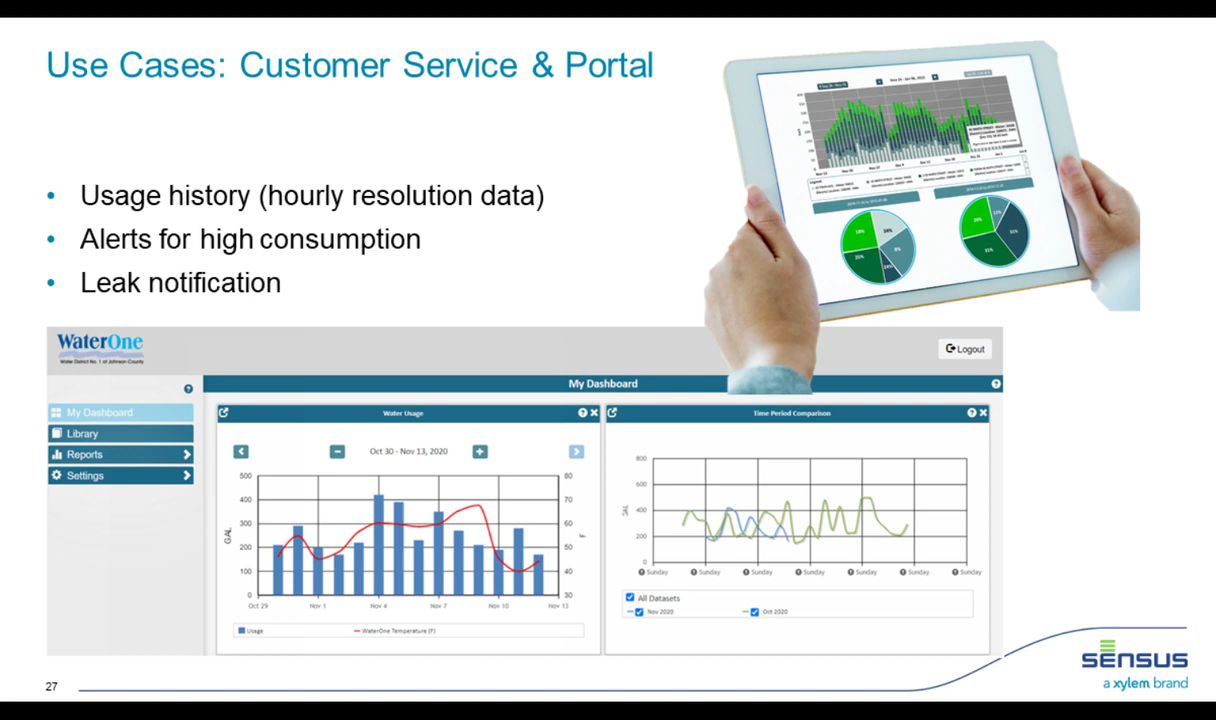 Use Cases: Customer Service & Portal
• Usage history (hourly resolution data)
• Alerts for high consumption
• Leak notification
WaterOne
Water District No. 1 of Johnson County
Logout
My Dashboard
My Dashboard
Library
Reports
Settings
Water Usage
Oct 30 - Nov 13, 2020
500
400
300
200
100
0
GAL
80
70
60
50
40
30
F
Oct 29 Nov 1 Nov 4 Nov 7 Nov 10 Nov 13
Usage WaterOne Temperature (F)
Time Period Comparison
800
600
400
200
0
GAL
Sunday Sunday Sunday Sunday Sunday Sunday Sunday
All Datasets
Nov 2020 Oct 2020
27
sensus
a xylem brand